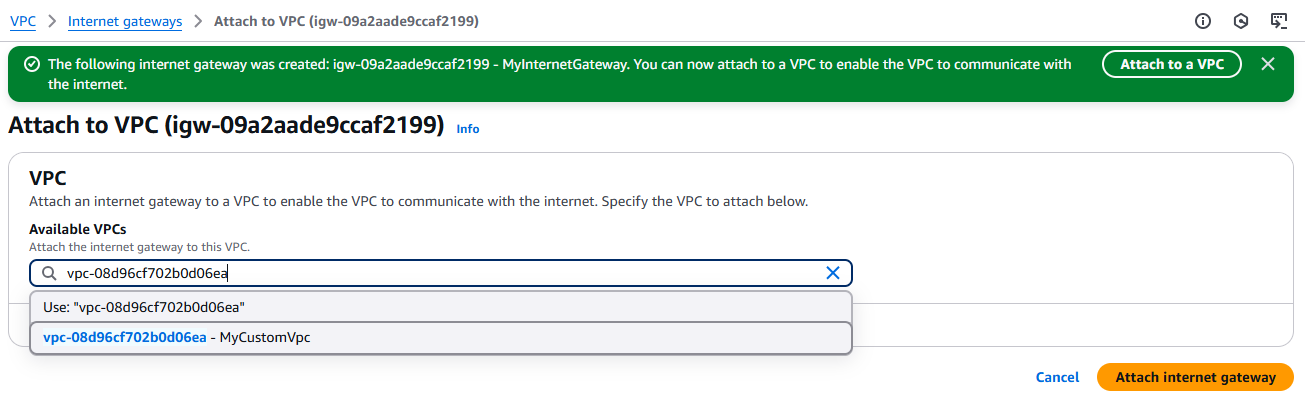 VPC > Internet gateways > Attach to VPC (igw-09a2aade9ccaf2199)
The following internet gateway was created: igw-09a2aade9ccaf2199 - MyInternetGateway. You can now attach to a VPC to enable the VPC to communicate with
the internet.
Attach to a VPC
Attach to VPC (igw-09a2aade9ccaf2199) Info
VPC
Attach an internet gateway to a VPC to enable the VPC to communicate with the internet. Specify the VPC to attach below.
Available VPCs
Attach the internet gateway to this VPC.
vpc-08d96cf702b0d06ea
Use: "vpc-08d96cf702b0d06ea"
vpc-08d96cf702b0d06ea - MyCustomVpc
Cancel Attach internet gateway